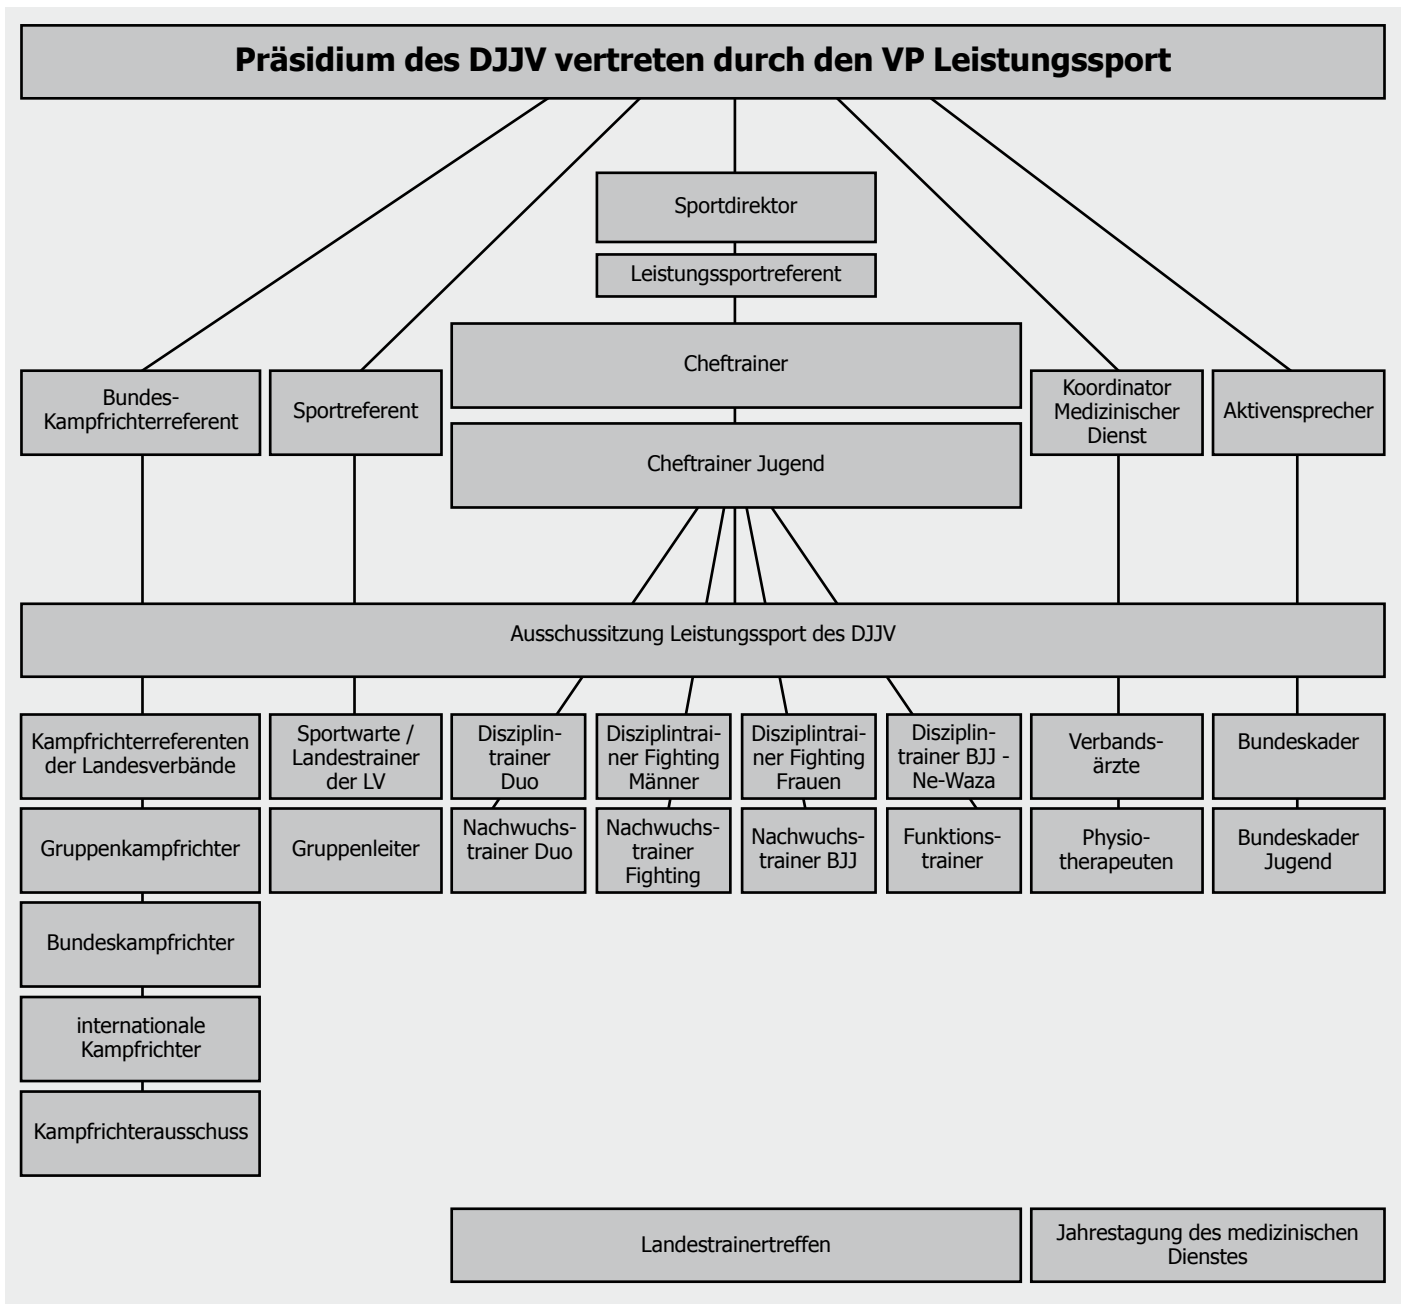 Präsidium des DJJV vertreten durch den VP Leistungssport
Sportdirektor
Leistungssportreferent
Cheftrainer
Bundes-
Kampfrichterreferent
Sportreferent
Koordinator
Medizinischer
Dienst
Aktivensprecher
Cheftrainer Jugend
Ausschussitzung Leistungssport des DJJV
Kampfrichterreferenten
der Landesverbände
Sportwarte /
Landestrainer
der LV
Disziplin-
trainer
Duo
Disziplintrai-
ner Fighting
Männer
Disziplintrai-
ner Fighting
Frauen
Disziplin-
trainer BJJ -
Ne-Waza
Verbands-
ärzte
Bundeskader
Gruppenkampfrichter
Gruppenleiter
Nachwuchs-
trainer Duo
Nachwuchs-
trainer
Fighting
Nachwuchs-
trainer BJJ
Funktions-
trainer
Physio-
therapeuten
Bundeskader
Jugend
Bundeskampfrichter
internationale
Kampfrichter
Kampfrichterausschuss
Landestrainertreffen
Jahrestagung des medizinischen
Dienstes